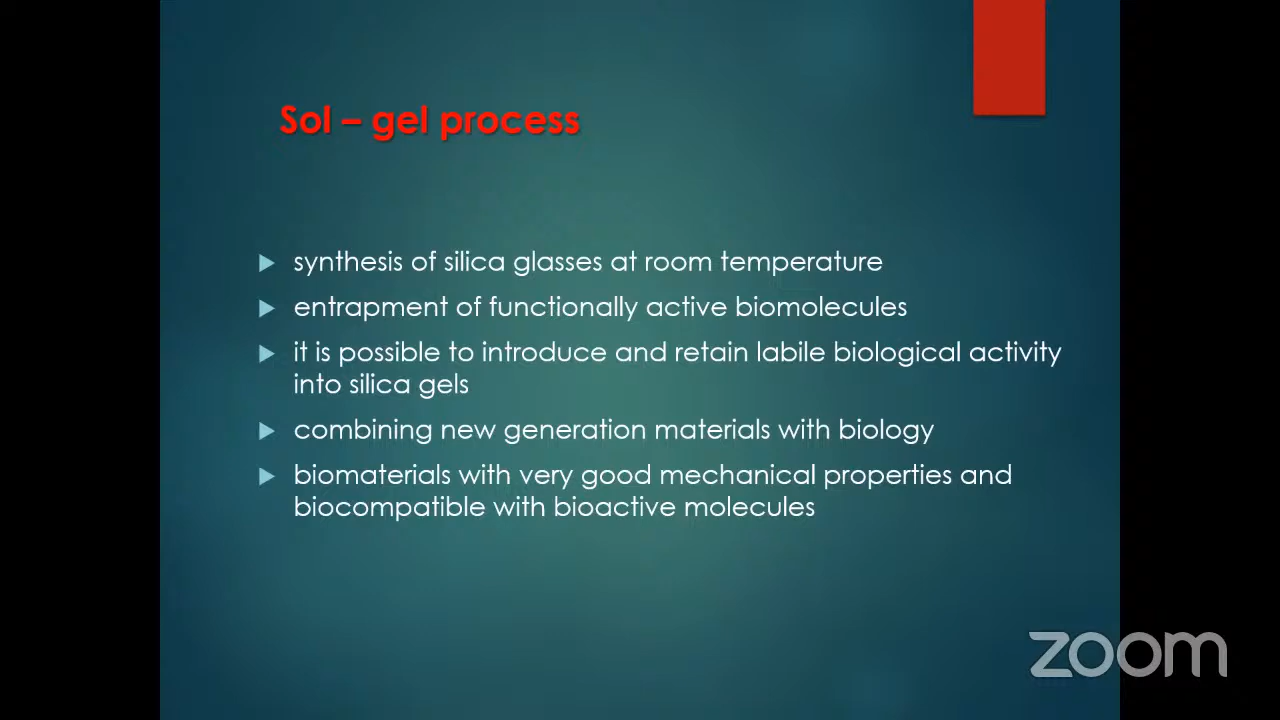 Sol – gel process
synthesis of silica glasses at room temperature
entrapment of functionally active biomolecules
it is possible to introduce and retain labile biological activity
into silica gels
combining new generation materials with biology
biomaterials with very good mechanical properties and
biocompatible with bioactive molecules
zoom